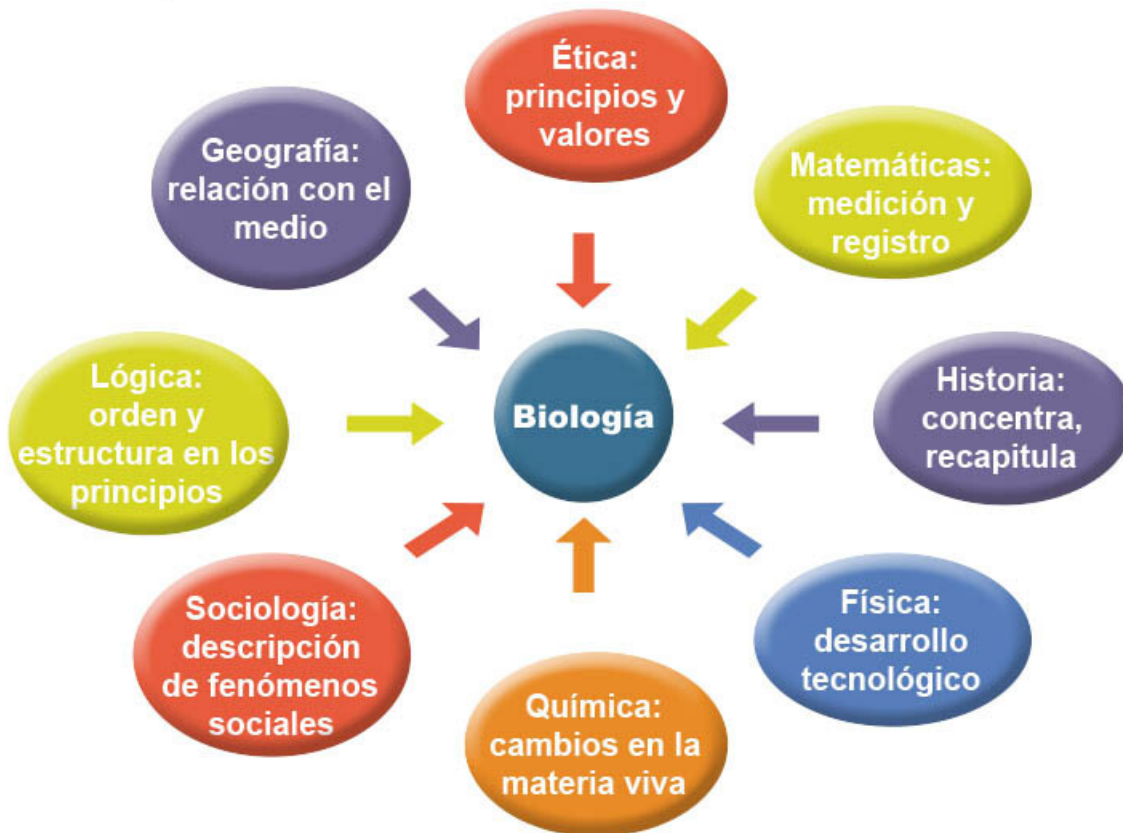 Ética:
principios y
valores
Matemáticas:
medición y
registro
Historia:
concentra,
recapitula
Física:
desarrollo
tecnológico
Química:
cambios en la
materia viva
Sociología:
descripción
de fenómenos
sociales
Lógica:
orden y
estructura en los
principios
Geografía:
relación con el
medio
Biología